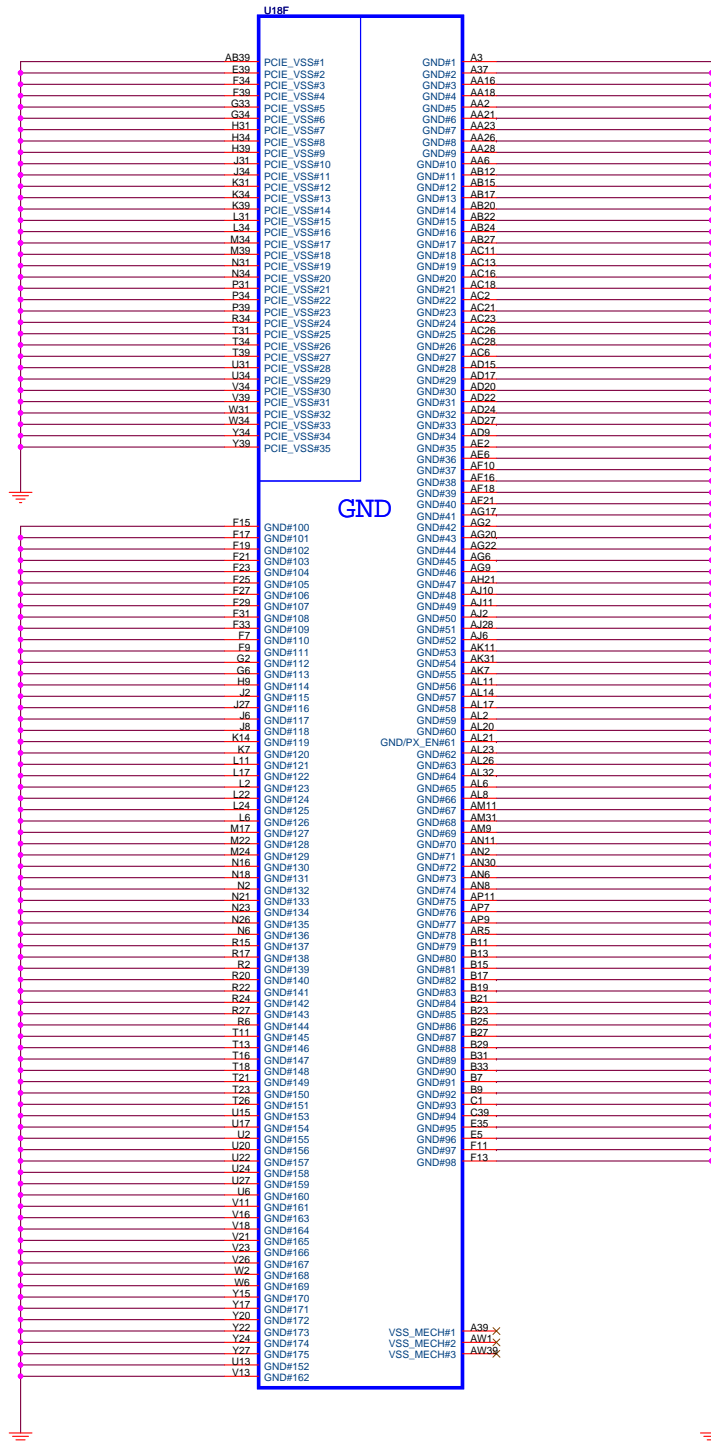 U18F
AB39 PCIE_VSS#1
E39 PCIE_VSS#2
F34 PCIE_VSS#3
F39 PCIE_VSS#4
G33 PCIE_VSS#5
G34 PCIE_VSS#6
H31 PCIE_VSS#7
H34 PCIE_VSS#8
H39 PCIE_VSS#9
J31 PCIE_VSS#10
J34 PCIE_VSS#11
K31 PCIE_VSS#12
K34 PCIE_VSS#13
K39 PCIE_VSS#14
L31 PCIE_VSS#15
L34 PCIE_VSS#16
M34 PCIE_VSS#17
M39 PCIE_VSS#18
N31 PCIE_VSS#19
N34 PCIE_VSS#20
P31 PCIE_VSS#21
P34 PCIE_VSS#22
P39 PCIE_VSS#23
R34 PCIE_VSS#24
T31 PCIE_VSS#25
T34 PCIE_VSS#26
T39 PCIE_VSS#27
U31 PCIE_VSS#28
U34 PCIE_VSS#29
V34 PCIE_VSS#30
V39 PCIE_VSS#31
W31 PCIE_VSS#32
W34 PCIE_VSS#33
Y34 PCIE_VSS#34
Y39 PCIE_VSS#35
GND
F15 GND#100
F17 GND#101
F19 GND#102
F21 GND#103
F23 GND#104
F25 GND#105
F27 GND#106
F29 GND#107
F31 GND#108
F33 GND#109
F7 GND#110
F9 GND#111
G2 GND#112
G6 GND#113
H9 GND#114
J2 GND#115
J27 GND#116
J6 GND#117
J8 GND#118
K14 GND#119
K7 GND#120
L11 GND#121
L17 GND#122
L2 GND#123
L22 GND#124
L24 GND#125
L6 GND#126
M17 GND#127
M22 GND#128
M24 GND#129
N16 GND#130
N18 GND#131
N2 GND#132
N21 GND#133
N23 GND#134
N26 GND#135
N6 GND#136
R15 GND#137
R17 GND#138
R2 GND#139
R20 GND#140
R22 GND#141
R24 GND#142
R27 GND#143
R6 GND#144
T11 GND#145
T13 GND#146
T16 GND#147
T18 GND#148
T21 GND#149
T23 GND#150
T26 GND#151
U15 GND#153
U17 GND#154
U2 GND#155
U20 GND#156
U22 GND#157
U24 GND#158
U27 GND#159
U6 GND#160
V11 GND#161
V16 GND#163
V18 GND#164
V21 GND#165
V23 GND#166
V26 GND#167
W2 GND#168
W6 GND#169
Y15 GND#170
Y17 GND#171
Y20 GND#172
Y22 GND#173
Y24 GND#174
Y27 GND#175
U13 GND#152
V13 GND#162
GND#1 A3
GND#2 A37
GND#3 AA16
GND#4 AA18
GND#5 AA2
GND#6 AA21
GND#7 AA23
GND#8 AA26
GND#9 AA28
GND#10 AA6
GND#11 AB12
GND#12 AB15
GND#13 AB17
GND#14 AB20
GND#15 AB22
GND#16 AB24
GND#17 AB27
GND#18 AC11
GND#19 AC13
GND#20 AC16
GND#21 AC18
GND#22 AC2
GND#23 AC21
GND#24 AC23
GND#25 AC26
GND#26 AC28
GND#27 AC6
GND#28 AD15
GND#29 AD17
GND#30 AD20
GND#31 AD22
GND#32 AD24
GND#33 AD27
GND#34 AD9
GND#35 AE2
GND#36 AE6
GND#37 AF10
GND#38 AF16
GND#39 AF18
GND#40 AF21
GND#41 AG17
GND#42 AG2
GND#43 AG20
GND#44 AG22
GND#45 AG6
GND#46 AG9
GND#47 AH21
GND#48 AJ10
GND#49 AJ11
GND#50 AJ2
GND#51 AJ28
GND#52 AJ6
GND#53 AK11
GND#54 AK31
GND#55 AK7
GND#56 AL11
GND#57 AL14
GND#58 AL17
GND#59 AL2
GND#60 AL20
GND/PX_EN#61 AL21
GND#62 AL23
GND#63 AL26
GND#64 AL32
GND#65 AL6
GND#66 AL8
GND#67 AM11
GND#68 AM31
GND#69 AM9
GND#70 AN11
GND#71 AN2
GND#72 AN30
GND#73 AN6
GND#74 AN8
GND#75 AP11
GND#76 AP7
GND#77 AP9
GND#78 AR5
GND#79 B11
GND#80 B13
GND#81 B15
GND#82 B17
GND#83 B19
GND#84 B21
GND#85 B23
GND#86 B25
GND#87 B27
GND#88 B29
GND#89 B31
GND#90 B33
GND#91 B7
GND#92 B9
GND#93 C1
GND#94 C39
GND#95 E35
GND#96 E5
GND#97 F11
GND#98 F13
VSS_MECH#1 A39
VSS_MECH#2 AW1
VSS_MECH#3 AW39